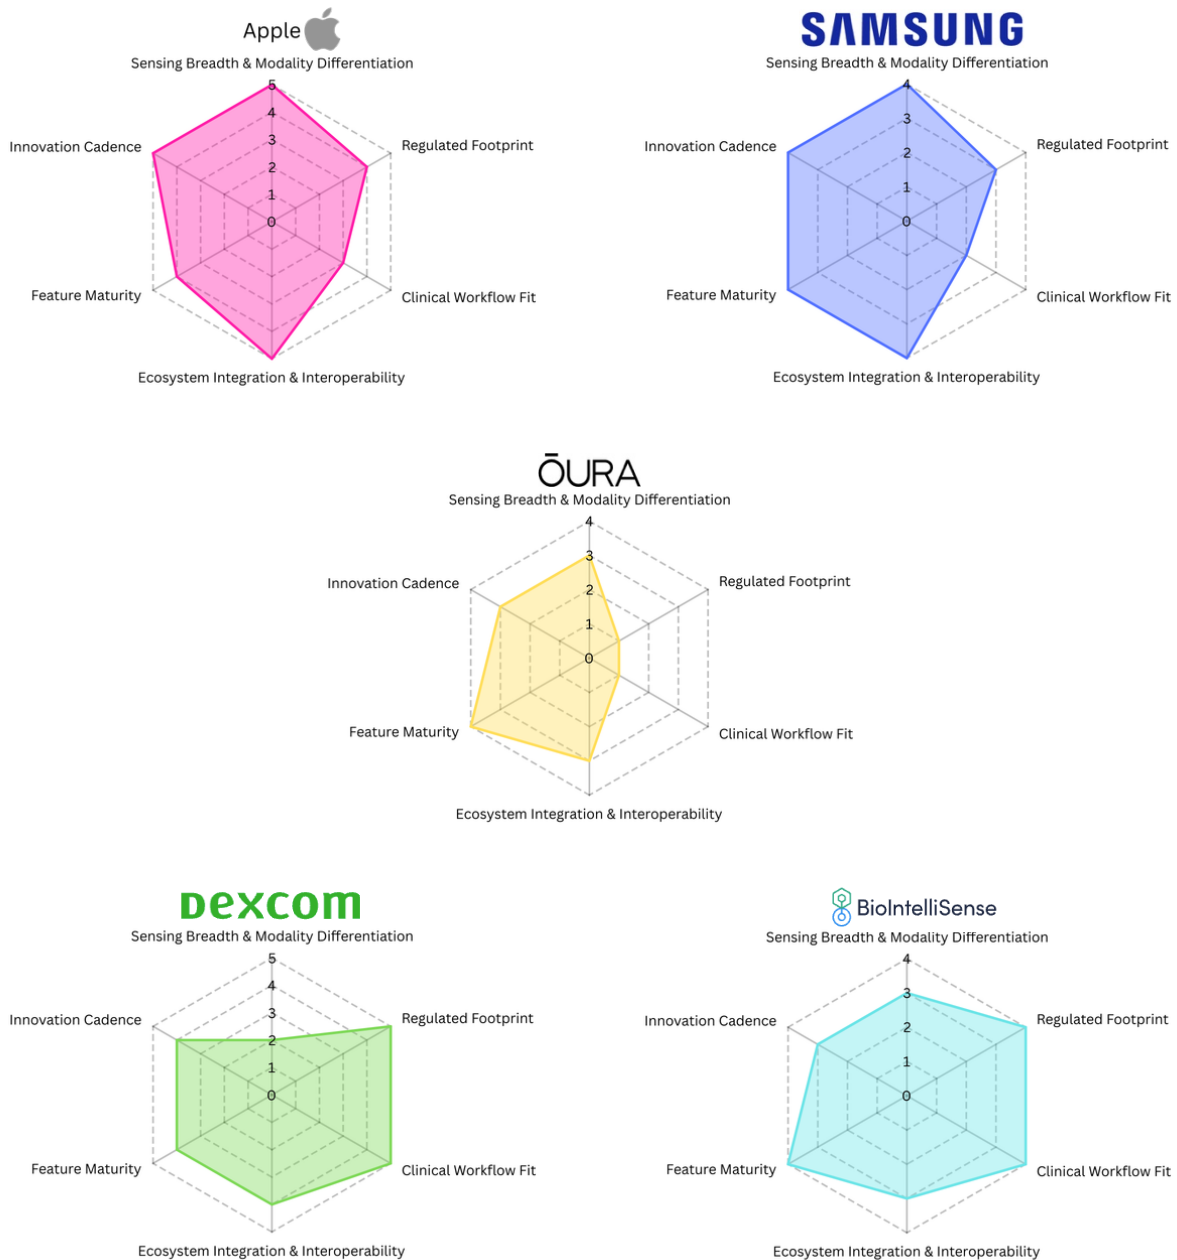 Apple
Sensing Breadth & Modality Differentiation
5
4
3
2
1
0
Innovation Cadence
Regulated Footprint
Feature Maturity
Clinical Workflow Fit
Ecosystem Integration & Interoperability
SAMSUNG
Sensing Breadth & Modality Differentiation
4
3
2
1
0
Innovation Cadence
Regulated Footprint
Feature Maturity
Clinical Workflow Fit
Ecosystem Integration & Interoperability
ŌURA
Sensing Breadth & Modality Differentiation
4
3
2
1
0
Innovation Cadence
Regulated Footprint
Feature Maturity
Clinical Workflow Fit
Ecosystem Integration & Interoperability
Dexcom
Sensing Breadth & Modality Differentiation
5
4
3
2
1
0
Innovation Cadence
Regulated Footprint
Feature Maturity
Clinical Workflow Fit
Ecosystem Integration & Interoperability
BioIntelliSense
Sensing Breadth & Modality Differentiation
4
3
2
1
0
Innovation Cadence
Regulated Footprint
Feature Maturity
Clinical Workflow Fit
Ecosystem Integration & Interoperability